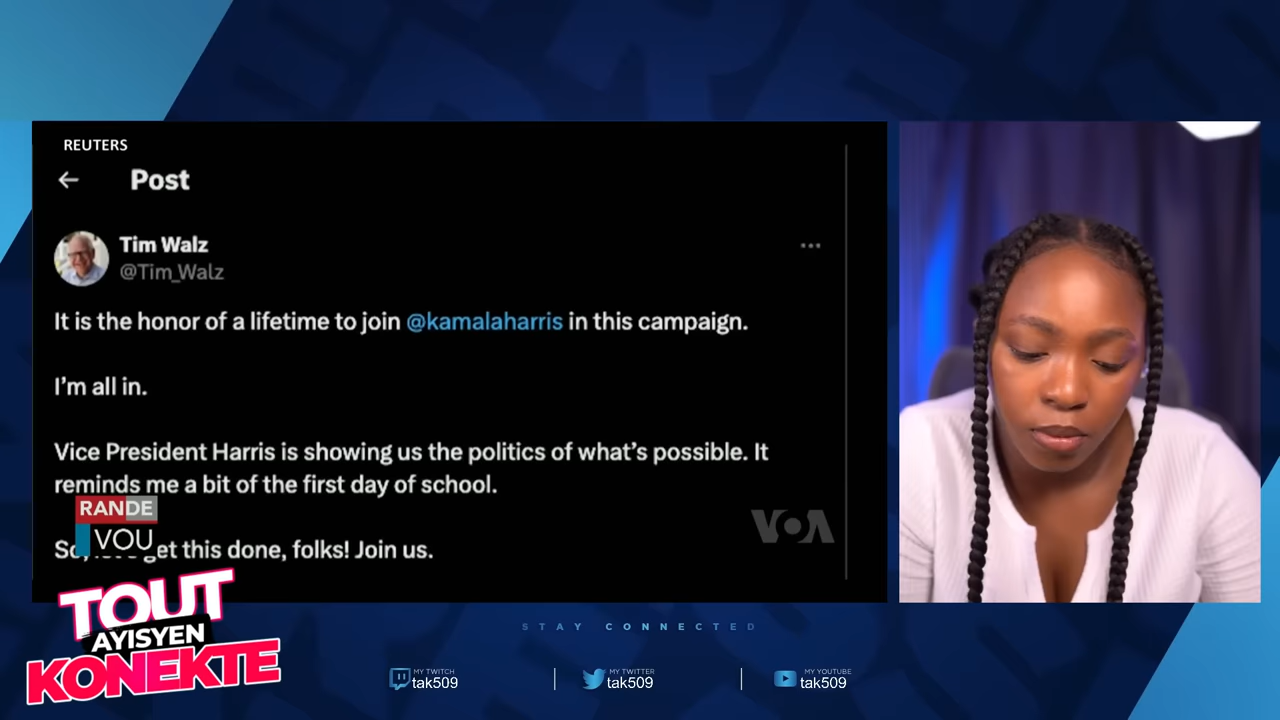 REUTERS
Post
Tim Walz
@Tim_Walz
It is the honor of a lifetime to join @kamalaharris in this campaign.
I'm all in.
Vice President Harris is showing us the politics of what's possible. It
reminds me a bit of the first day of school.
RANDE
VOU
get this done, folks! Join us.
VOA
TOUT
AYISYEN
KONEKTE
STAY CONNECTED
MY TWITCH
tak509
MY TWITTER
tak509
MY YOUTUBE
tak509